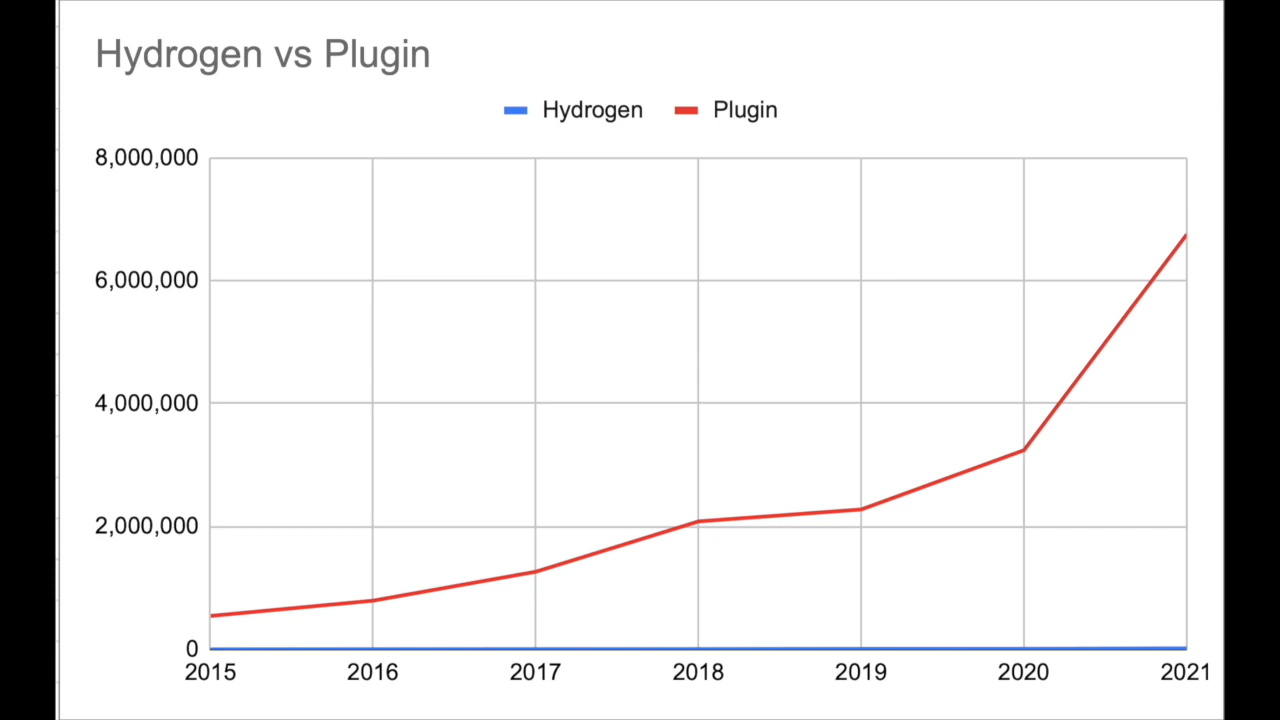 Hydrogen vs Plugin
Hydrogen Plugin
8,000,000
6,000,000
4,000,000
2,000,000
0
2015 2016 2017 2018 2019 2020 2021